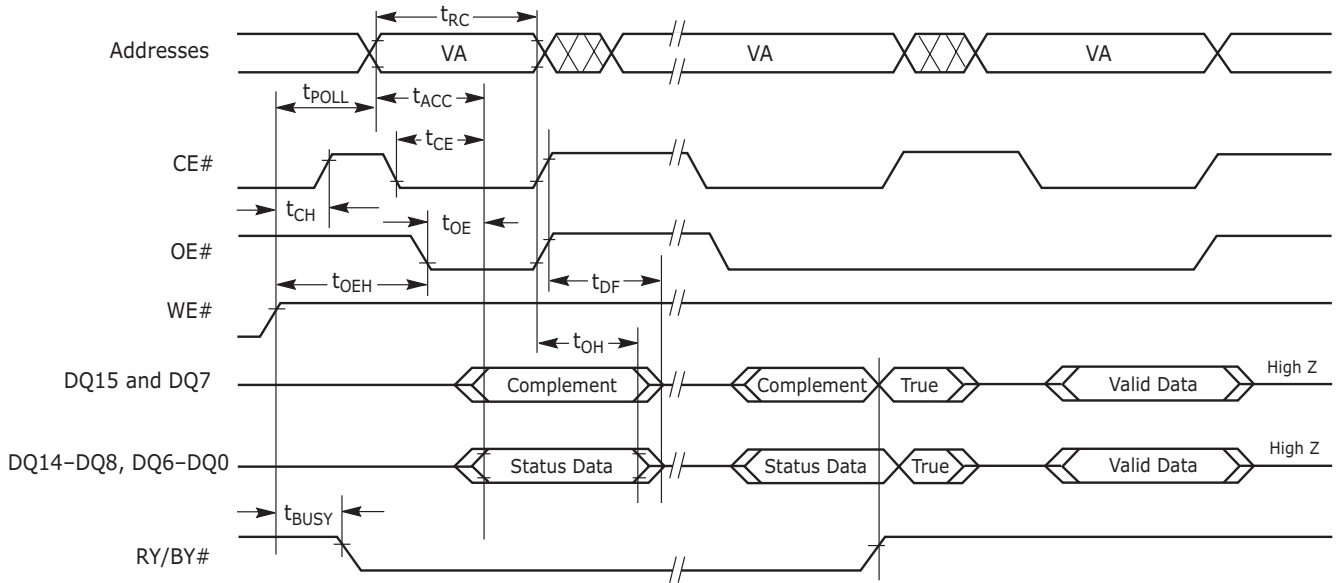 tRC
Addresses VA VA VA
tPOLL tACC
tCE
CE#
tCH tOE
OE#
tOEH tDF
WE#
tOH
DQ15 and DQ7 Complement Complement True Valid Data High Z
DQ14–DQ8, DQ6–DQ0 Status Data Status Data True Valid Data High Z
tBUSY
RY/BY#